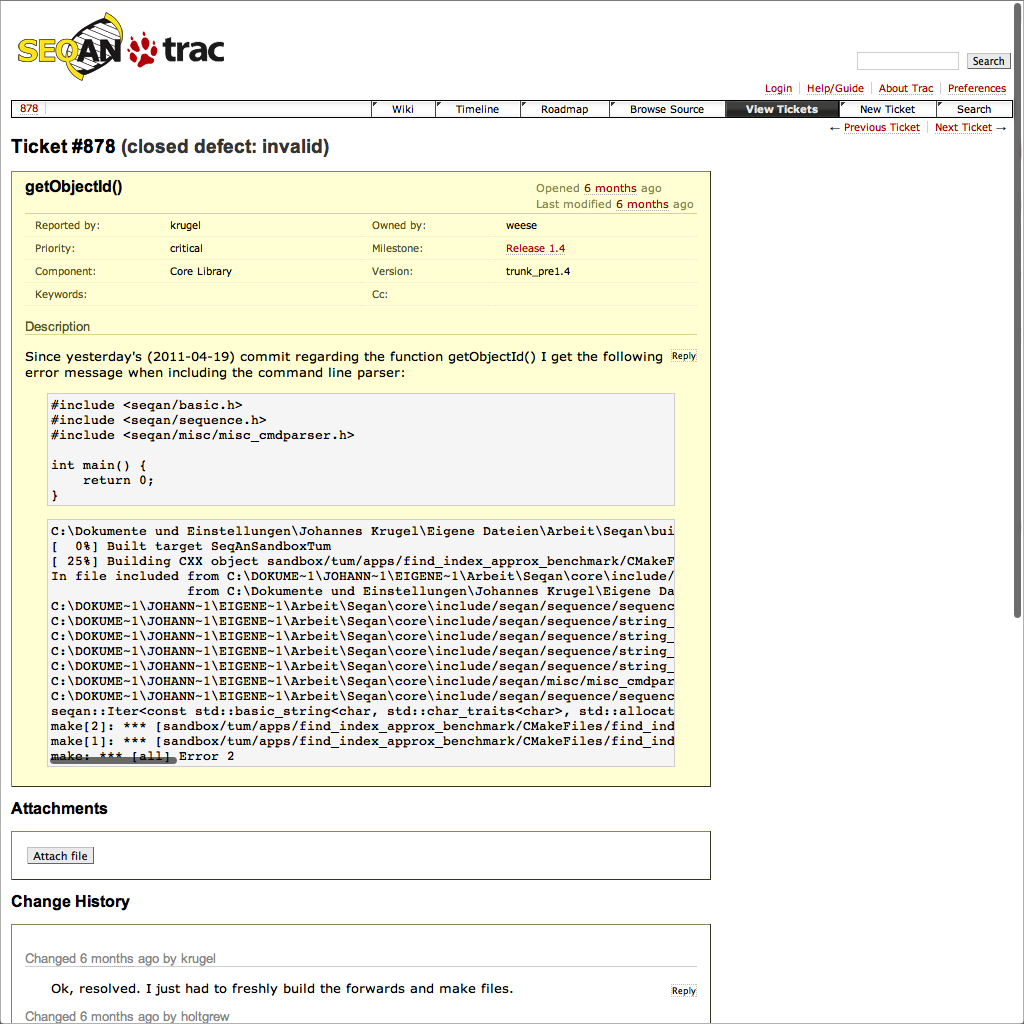 SEQAN trac
Search
Login Help/Guide About Trac Preferences
878 Wiki Timeline Roadmap Browse Source View Tickets New Ticket Search
← Previous Ticket Next Ticket →
Ticket #878 (closed defect: invalid)
getObjectId()
Opened 6 months ago
Last modified 6 months ago
Reported by: krugel Owned by: weese
Priority: critical Milestone: Release 1.4
Component: Core Library Version: trunk_pre1.4
Keywords: Cc:
Description
Since yesterday's (2011-04-19) commit regarding the function getObjectId() I get the following Reply
error message when including the command line parser:
#include <seqan/basic.h>
#include <seqan/sequence.h>
#include <seqan/misc/misc_cmdparser.h>
int main() {
return 0;
}
C:\Dokumente und Einstellungen\Johannes Krugel\Eigene Dateien\Arbeit\Seqan\bui
[ 0%] Built target SeqAnSandboxTum
[ 25%] Building CXX object sandbox/tum/apps/find_index_approx_benchmark/CMakeF
In file included from C:\DOKUME~1\JOHANN~1\EIGENE~1\Arbeit\Seqan\core\include/
from C:\Dokumente und Einstellungen\Johannes Krugel\Eigene Da
C:\DOKUME~1\JOHANN~1\EIGENE~1\Arbeit\Seqan\core\include/seqan/sequence/sequenc
C:\DOKUME~1\JOHANN~1\EIGENE~1\Arbeit\Seqan\core\include/seqan/sequence/string_
C:\DOKUME~1\JOHANN~1\EIGENE~1\Arbeit\Seqan\core\include/seqan/sequence/string_
C:\DOKUME~1\JOHANN~1\EIGENE~1\Arbeit\Seqan\core\include/seqan/sequence/string_
C:\DOKUME~1\JOHANN~1\EIGENE~1\Arbeit\Seqan\core\include/seqan/sequence/string_
C:\DOKUME~1\JOHANN~1\EIGENE~1\Arbeit\Seqan\core\include/seqan/misc/misc_cmdpar
C:\DOKUME~1\JOHANN~1\EIGENE~1\Arbeit\Seqan\core\include/seqan/sequence/sequenc
seqan::Iter<const std::basic_string<char, std::char_traits<char>, std::allocat
make[2]: *** [sandbox/tum/apps/find_index_approx_benchmark/CMakeFiles/find_ind
make[1]: *** [sandbox/tum/apps/find_index_approx_benchmark/CMakeFiles/find_ind
make: *** [all] Error 2
Attachments
Attach file
Change History
Changed 6 months ago by krugel
Ok, resolved. I just had to freshly build the forwards and make files. Reply
Changed 6 months ago by holtgrew